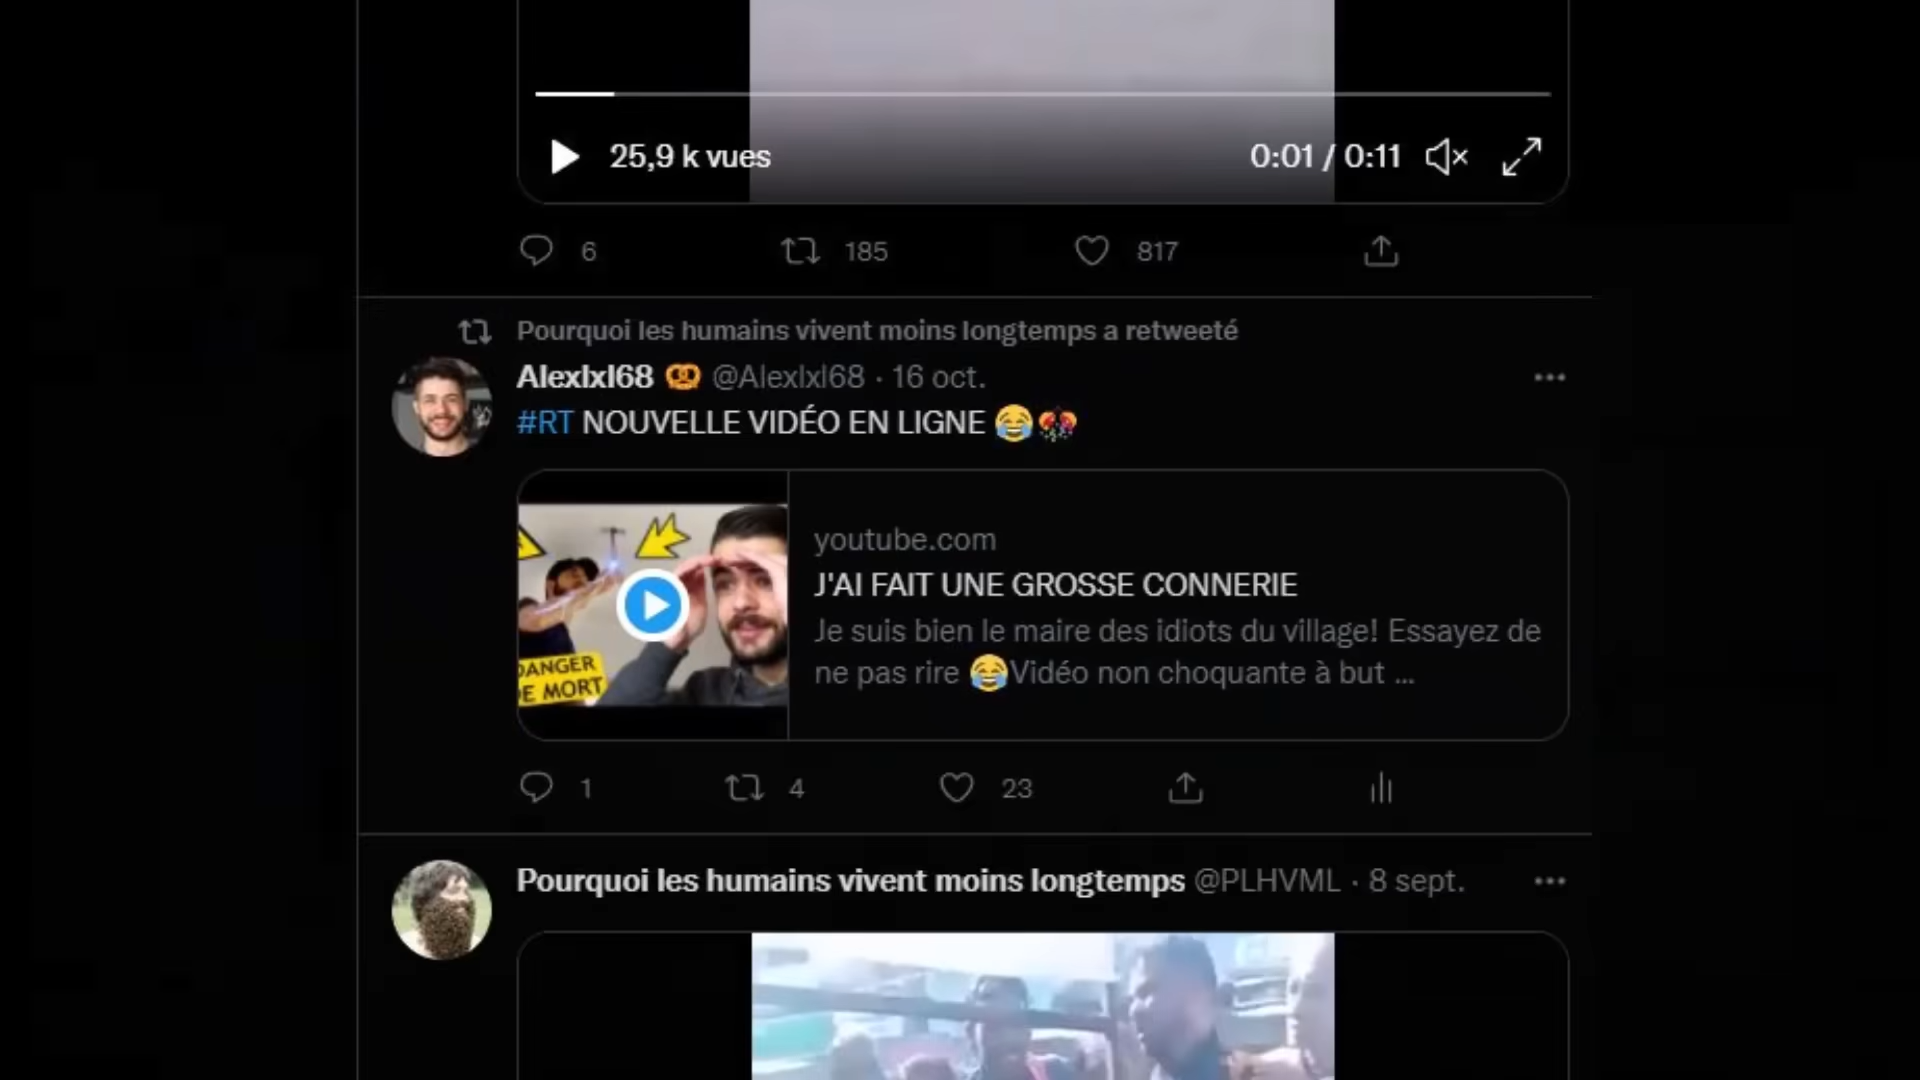 25,9 k vues
0:01 / 0:11
6 185 817
Pourquoi les humains vivent moins longtemps a retweeté
Alexlxl68 🥨 @Alexlxl68 · 16 oct.
#RT NOUVELLE VIDÉO EN LIGNE 😂🎊
DANGER
DE MORT
youtube.com
J'AI FAIT UNE GROSSE CONNERIE
Je suis bien le maire des idiots du village! Essayez de
ne pas rire 😂Vidéo non choquante à but ...
1 4 23
Pourquoi les humains vivent moins longtemps @PLHVML · 8 sept.